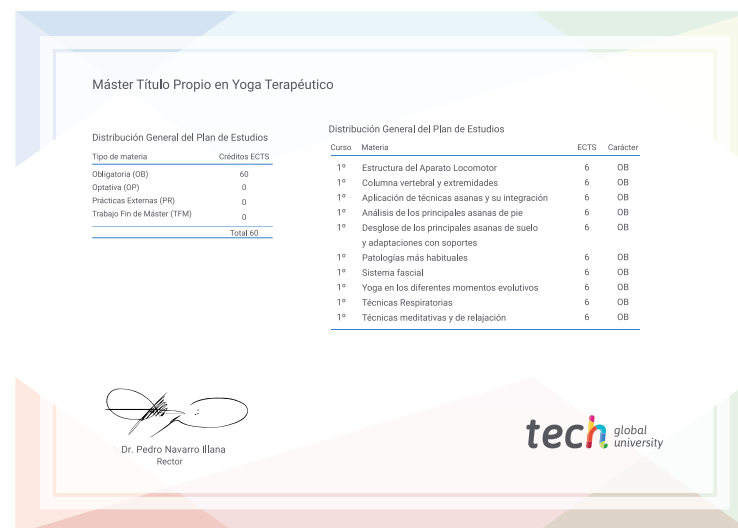 Máster Título Propio en Yoga Terapéutico
Distribución General del Plan de Estudios
Tipo de materia Créditos ECTS
Obligatoria (OB) 60
Optativa (OP) 0
Prácticas Externas (PR) 0
Trabajo Fin de Máster (TFM) 0
Total 60
Distribución General del Plan de Estudios
Curso Materia ECTS Carácter
1º Estructura del Aparato Locomotor 6 OB
1º Columna vertebral y extremidades 6 OB
1º Aplicación de técnicas asanas y su integración 6 OB
1º Análisis de los principales asanas de pie 6 OB
1º Desglose de los principales asanas de suelo 6 OB
y adaptaciones con soportes
1º Patologías más habituales 6 OB
1º Sistema fascial 6 OB
1º Yoga en los diferentes momentos evolutivos 6 OB
1º Técnicas Respiratorias 6 OB
1º Técnicas meditativas y de relajación 6 OB
Dr. Pedro Navarro Illana
Rector
tech global
university